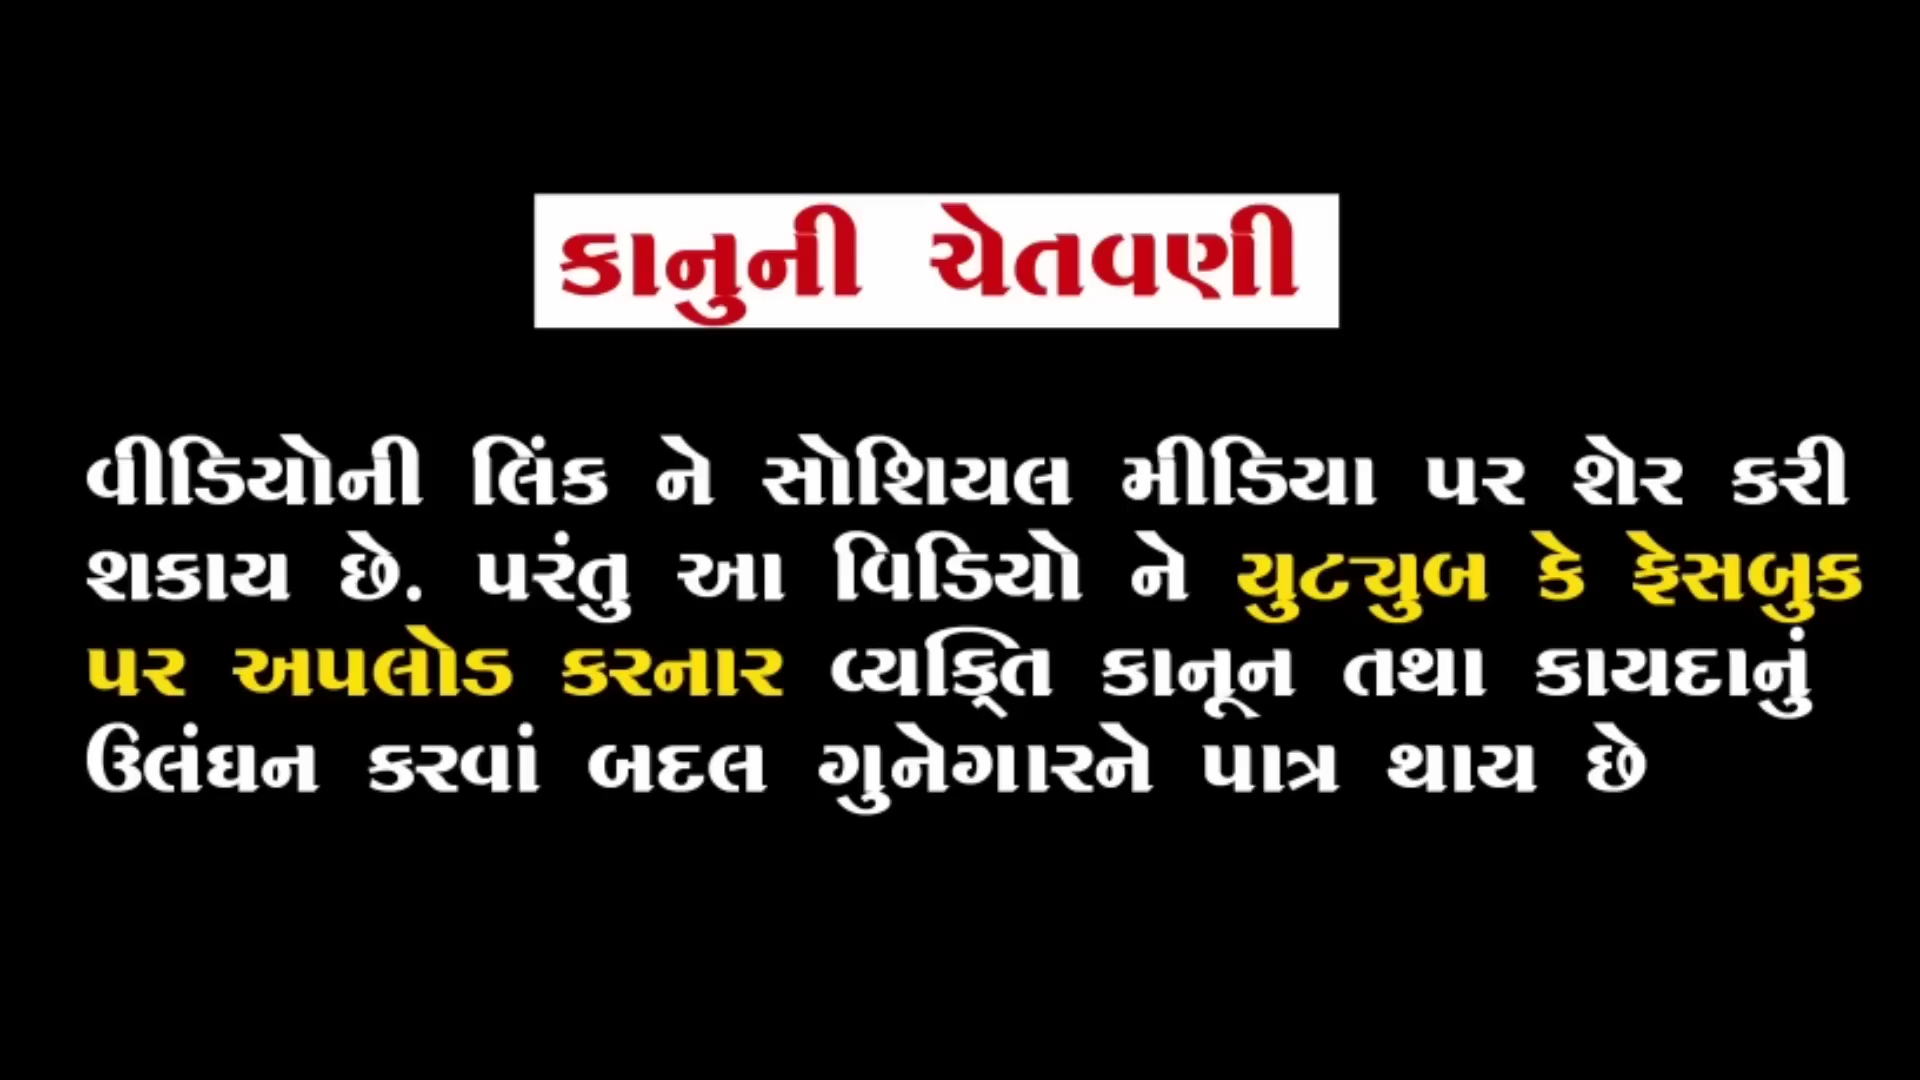 કાનુની ચેતવણી
વીડિયોની લિંક ને સોશિયલ મીડિયા પર શેર કરી
શકાય છે. પરંતુ આ વિડિયો ને યુટ્યુબ કે ફેસબુક
પર અપલોડ કરનાર વ્યક્તિ કાનૂન તથા કાયદાનું
ઉલંઘન કરવાં બદલ ગુનેગારને પાત્ર થાય છે